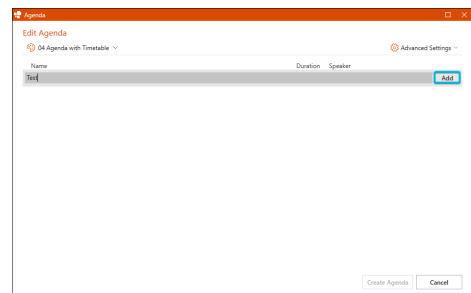 Agenda
Edit Agenda
04 Agenda with Timetable
Advanced Settings
Name Duration Speaker
Test Add
Create Agenda Cancel